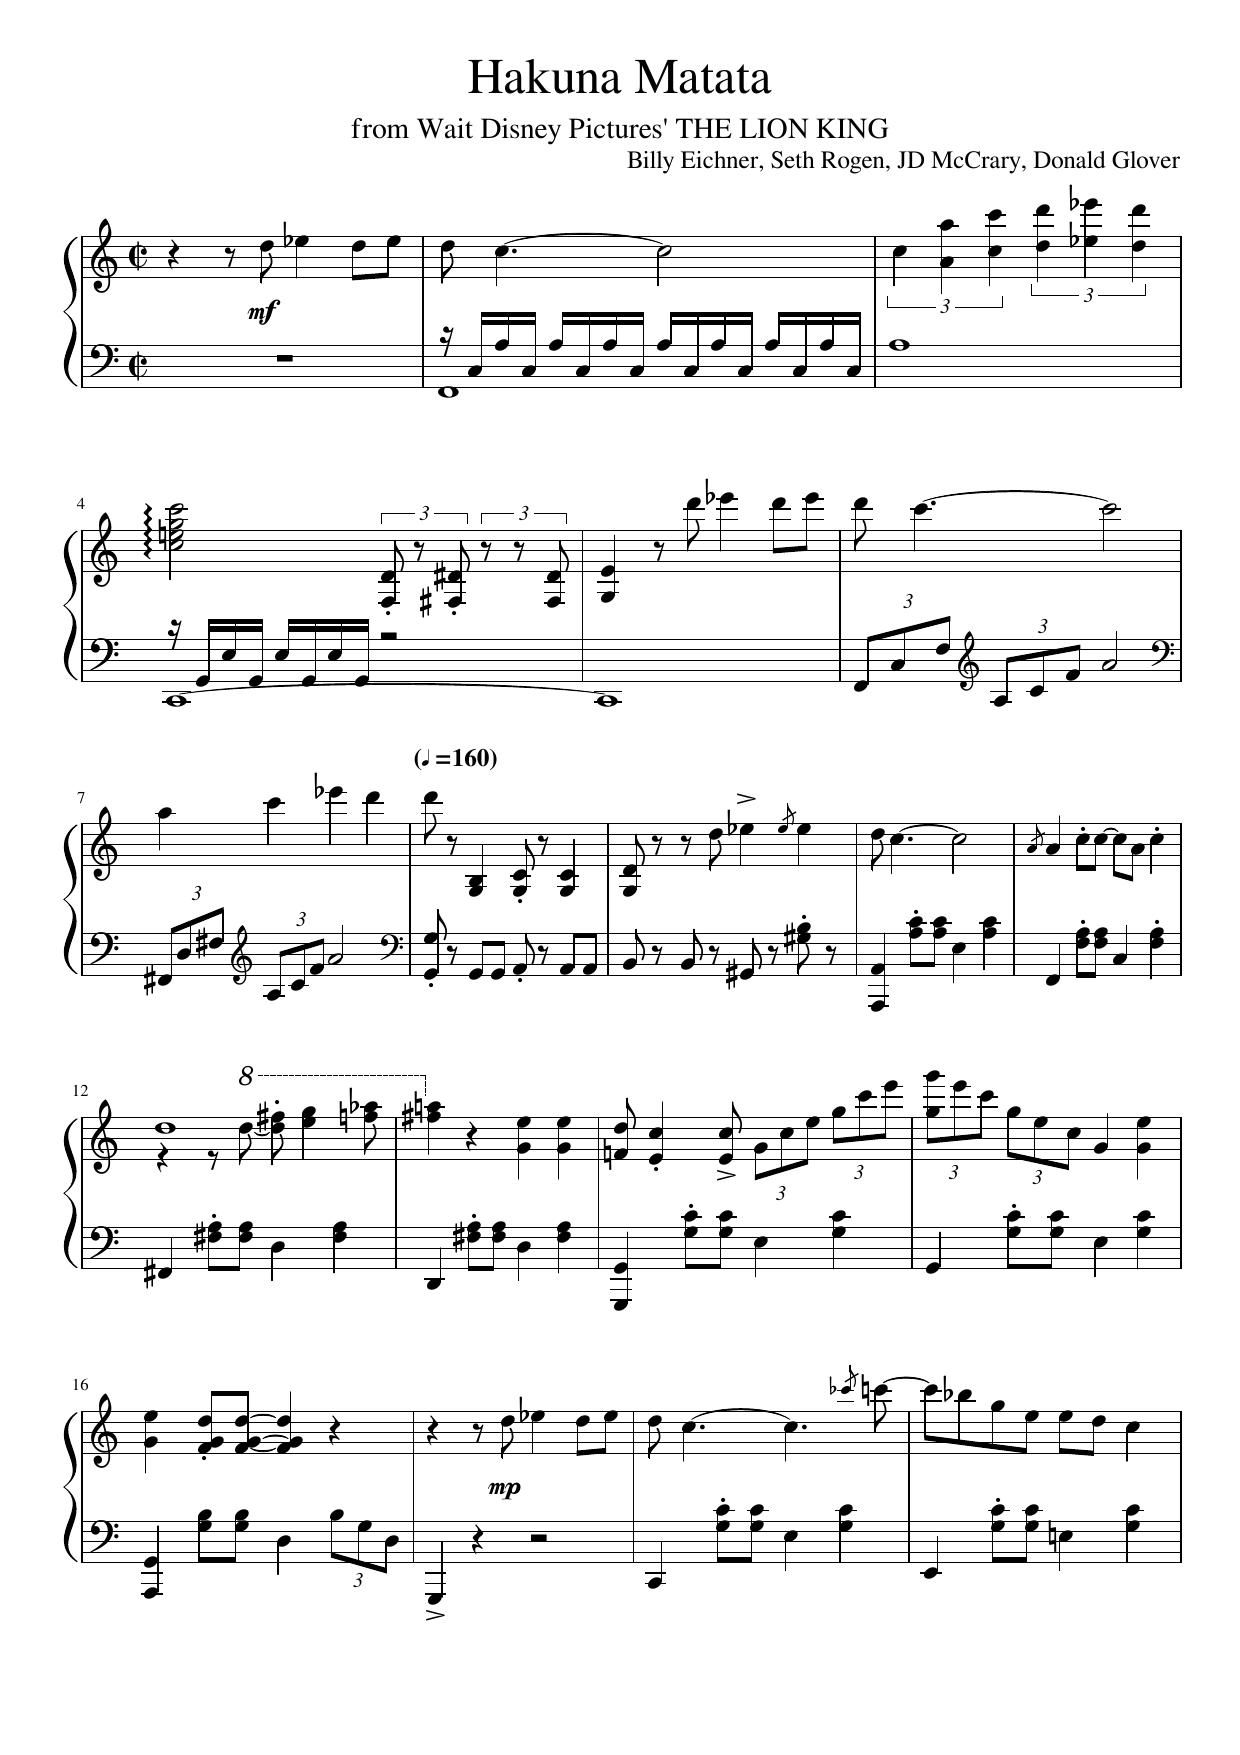 Hakuna Matata
from Wait Disney Pictures' THE LION KING
Billy Eichner, Seth Rogen, JD McCrary, Donald Glover
mf
3 3
4
3 3
3 3
(♩ =160)
7
3 3
12
8
3 3 3 3
16
mp
3